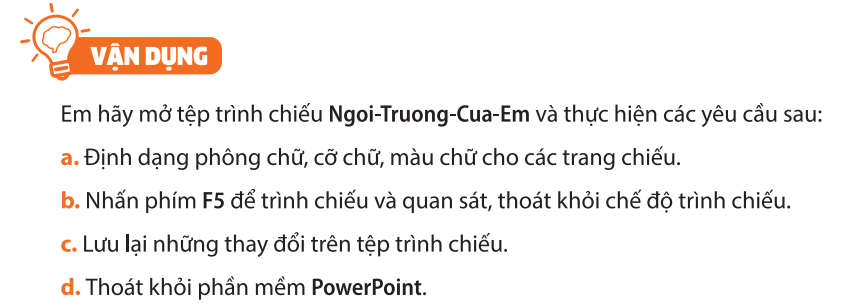 VẬN DỤNG
Em hãy mở tệp trình chiếu Ngoi-Truong-Cua-Em và thực hiện các yêu cầu sau:
a. Định dạng phông chữ, cỡ chữ, màu chữ cho các trang chiếu.
b. Nhấn phím F5 để trình chiếu và quan sát, thoát khỏi chế độ trình chiếu.
c. Lưu lại những thay đổi trên tệp trình chiếu.
d. Thoát khỏi phần mềm PowerPoint.